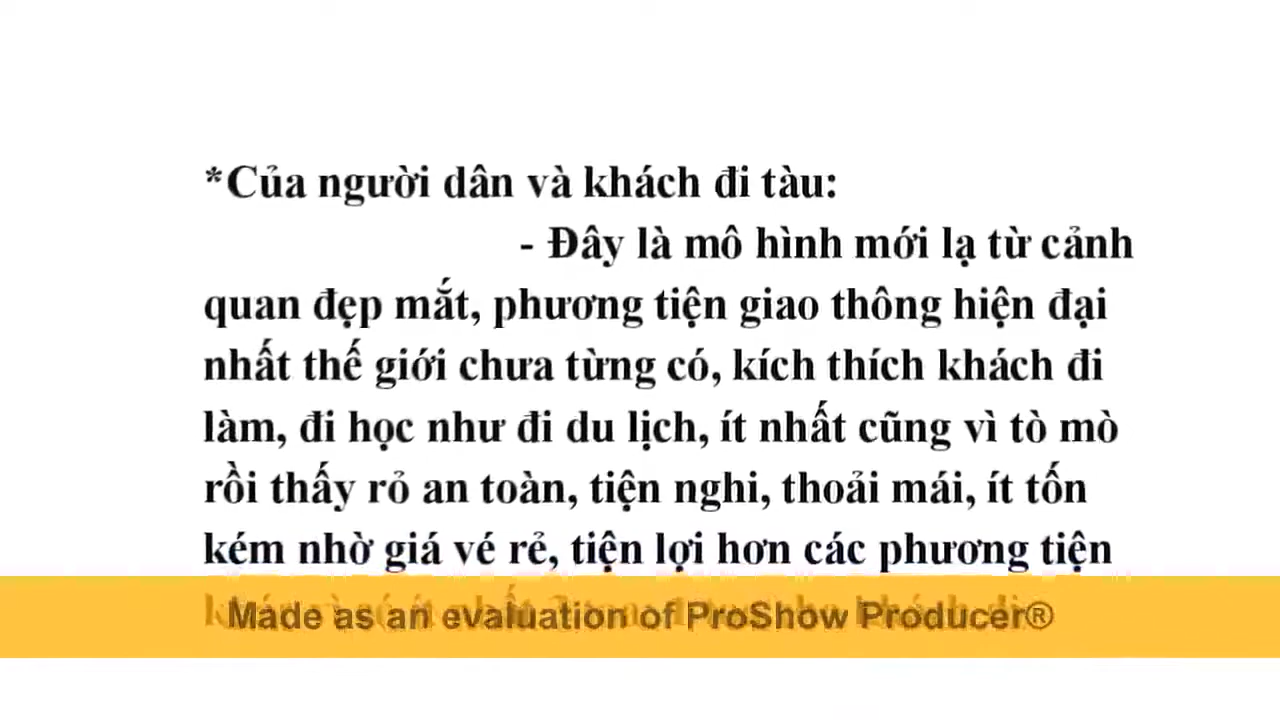 *Của người dân và khách đi tàu:
- Đây là mô hình mới lạ từ cảnh
quan đẹp mắt, phương tiện giao thông hiện đại
nhất thế giới chưa từng có, kích thích khách đi
làm, đi học như đi du lịch, ít nhất cũng vì tò mò
rồi thấy rỏ an toàn, tiện nghi, thoải mái, ít tốn
kém nhờ giá vé rẻ, tiện lợi hơn các phương tiện
Made as an evaluation of ProShow Producer®